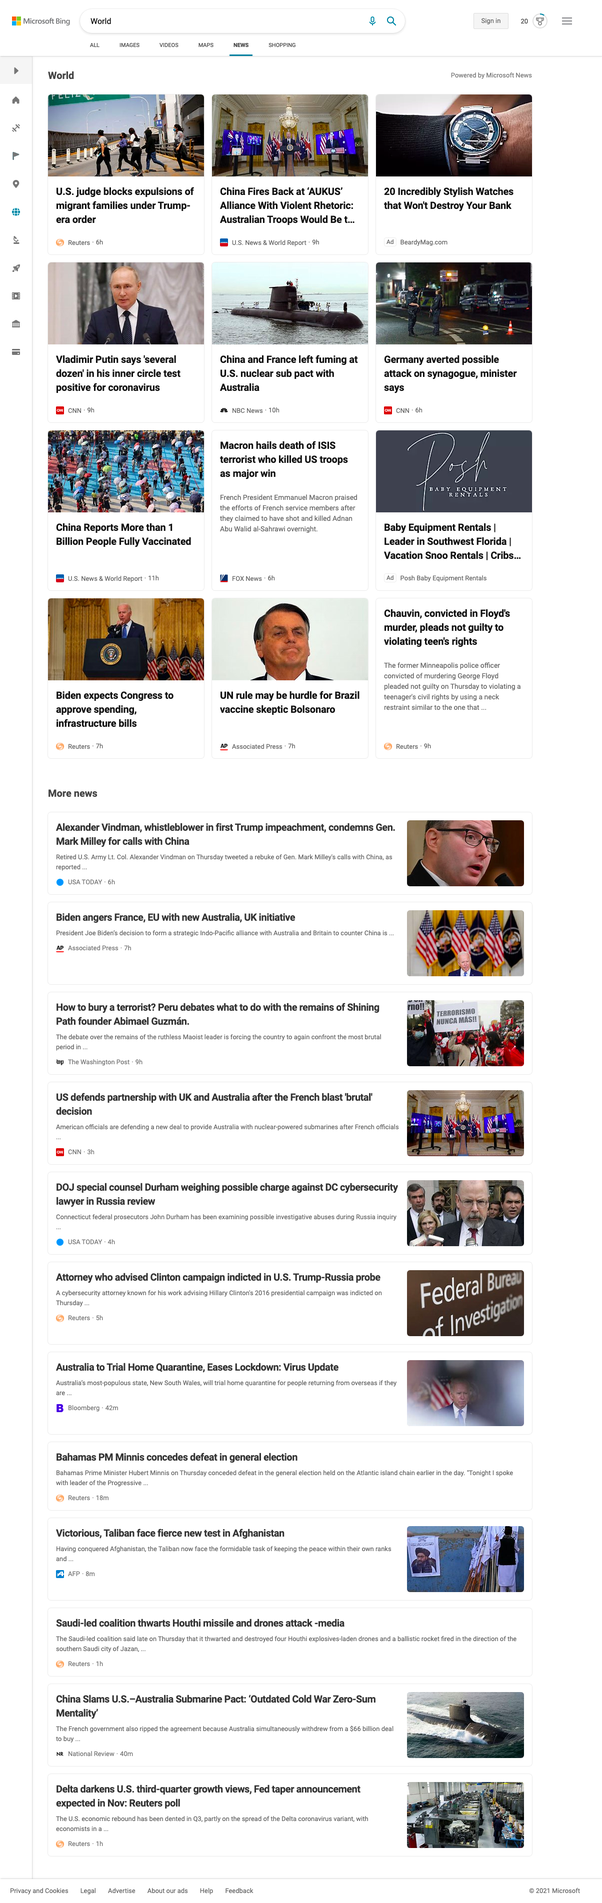 Microsoft Bing
World
Sign in
20
ALL
IMAGES
VIDEOS
MAPS
NEWS
SHOPPING
World
Powered by Microsoft News
U.S. judge blocks expulsions of
migrant families under Trump-
era order
Reuters · 6h
China Fires Back at 'AUKUS'
Alliance With Violent Rhetoric:
Australian Troops Would Be t...
U.S. News & World Report · 9h
20 Incredibly Stylish Watches
that Won't Destroy Your Bank
Ad BeardyMag.com
Vladimir Putin says 'several
dozen' in his inner circle test
positive for coronavirus
CNN · 9h
China and France left fuming at
U.S. nuclear sub pact with
Australia
NBC News · 10h
Germany averted possible
attack on synagogue, minister
says
CNN · 6h
China Reports More than 1
Billion People Fully Vaccinated
U.S. News & World Report · 11h
Macron hails death of ISIS
terrorist who killed US troops
as major win
French President Emmanuel Macron praised
the efforts of French service members after
they claimed to have shot and killed Adnan
Abu Walid al-Sahrawi overnight.
FOX News · 6h
Posh
BABY EQUIPMENT
RENTALS
Baby Equipment Rentals |
Leader in Southwest Florida |
Vacation Snoo Rentals | Cribs...
Ad Posh Baby Equipment Rentals
Biden expects Congress to
approve spending,
infrastructure bills
Reuters · 7h
UN rule may be hurdle for Brazil
vaccine skeptic Bolsonaro
AP Associated Press · 7h
Chauvin, convicted in Floyd's
murder, pleads not guilty to
violating teen's rights
The former Minneapolis police officer
convicted of murdering George Floyd
pleaded not guilty on Thursday to violating a
teenager's civil rights by using a neck
restraint similar to the one that ...
Reuters · 9h
More news
Alexander Vindman, whistleblower in first Trump impeachment, condemns Gen.
Mark Milley for calls with China
Retired U.S. Army Lt. Col. Alexander Vindman on Thursday tweeted a rebuke of Gen. Mark Milley's calls with China, as
reported ...
USA TODAY · 6h
Biden angers France, EU with new Australia, UK initiative
President Joe Biden's decision to form a strategic Indo-Pacific alliance with Australia and Britain to counter China is ...
AP Associated Press · 7h
How to bury a terrorist? Peru debates what to do with the remains of Shining
Path founder Abimael Guzmán.
The debate over the remains of the ruthless Maoist leader is forcing the country to again confront the most brutal
period in ...
wp The Washington Post · 9h
TERRORISMO
NUNCA MÁS!!
US defends partnership with UK and Australia after the French blast 'brutal'
decision
American officials are defending a new deal to provide Australia with nuclear-powered submarines after French officials
...
CNN · 3h
DOJ special counsel Durham weighing possible charge against DC cybersecurity
lawyer in Russia review
Connecticut federal prosecutors John Durham has been examining possible investigative abuses during Russia inquiry
...
USA TODAY · 4h
Attorney who advised Clinton campaign indicted in U.S. Trump-Russia probe
A cybersecurity attorney known for his work advising Hillary Clinton's 2016 presidential campaign was indicted on
Thursday ...
Reuters · 5h
Federal Bureau
of Investigation
Australia to Trial Home Quarantine, Eases Lockdown: Virus Update
Australia's most-populous state, New South Wales, will trial home quarantine for people returning from overseas if they
are ...
B Bloomberg · 42m
Bahamas PM Minnis concedes defeat in general election
Bahamas Prime Minister Hubert Minnis on Thursday conceded defeat in the general election held on the Atlantic island chain earlier in the day. "Tonight I spoke
with leader of the Progressive ...
Reuters · 18m
Victorious, Taliban face fierce new test in Afghanistan
Having conquered Afghanistan, the Taliban now face the formidable task of keeping the peace within their own ranks
and ...
AFP · 8m
Saudi-led coalition thwarts Houthi missile and drones attack -media
The Saudi-led coalition said late on Thursday that it thwarted and destroyed four Houthi explosives-laden drones and a ballistic rocket fired in the direction of the
southern Saudi city of Jazan, ...
Reuters · 1h
China Slams U.S.–Australia Submarine Pact: 'Outdated Cold War Zero-Sum
Mentality'
The French government also ripped the agreement because Australia simultaneously withdrew from a $66 billion deal
to buy ...
NR National Review · 40m
Delta darkens U.S. third-quarter growth views, Fed taper announcement
expected in Nov: Reuters poll
The U.S. economic rebound has been dented in Q3, partly on the spread of the Delta coronavirus variant, with
economists in a ...
Reuters · 1h
Privacy and Cookies
Legal
Advertise
About our ads
Help
Feedback
© 2021 Microsoft